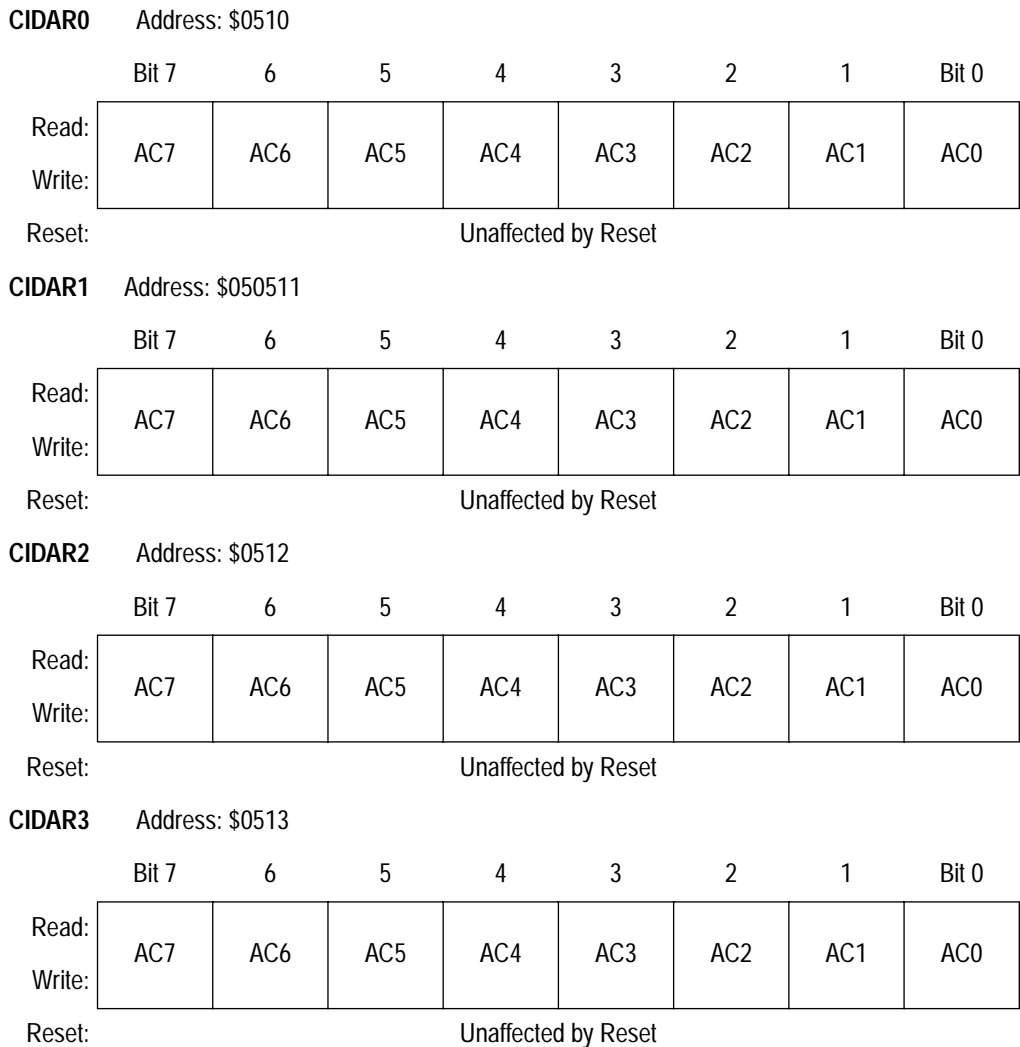 CIDAR0 Address: $0510
Bit 7 6 5 4 3 2 1 Bit 0
Read:
AC7 AC6 AC5 AC4 AC3 AC2 AC1 AC0
Write:
Reset: Unaffected by Reset
CIDAR1 Address: $050511
Bit 7 6 5 4 3 2 1 Bit 0
Read:
AC7 AC6 AC5 AC4 AC3 AC2 AC1 AC0
Write:
Reset: Unaffected by Reset
CIDAR2 Address: $0512
Bit 7 6 5 4 3 2 1 Bit 0
Read:
AC7 AC6 AC5 AC4 AC3 AC2 AC1 AC0
Write:
Reset: Unaffected by Reset
CIDAR3 Address: $0513
Bit 7 6 5 4 3 2 1 Bit 0
Read:
AC7 AC6 AC5 AC4 AC3 AC2 AC1 AC0
Write:
Reset: Unaffected by Reset